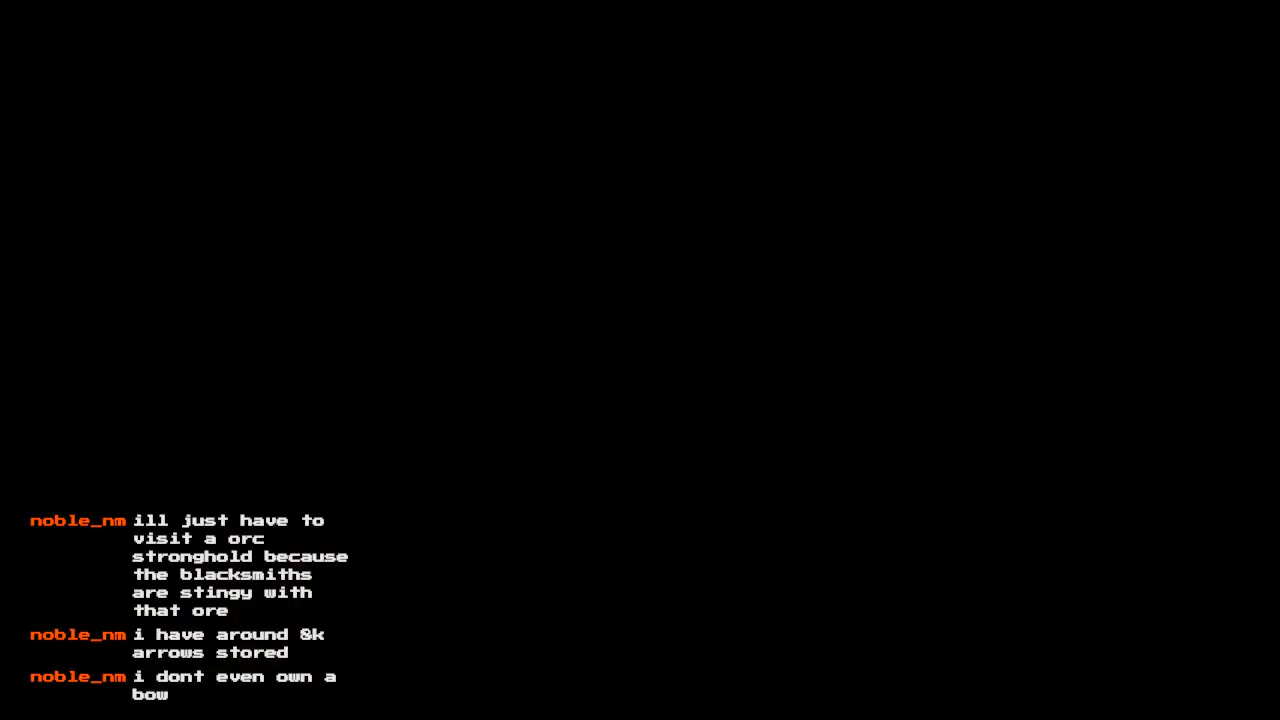 noble_nm ill just have to
visit a orc
stronghold because
the blacksmiths
are stingy with
that ore
noble_nm i have around 8k
arrows stored
noble_nm i dont even own a
bow